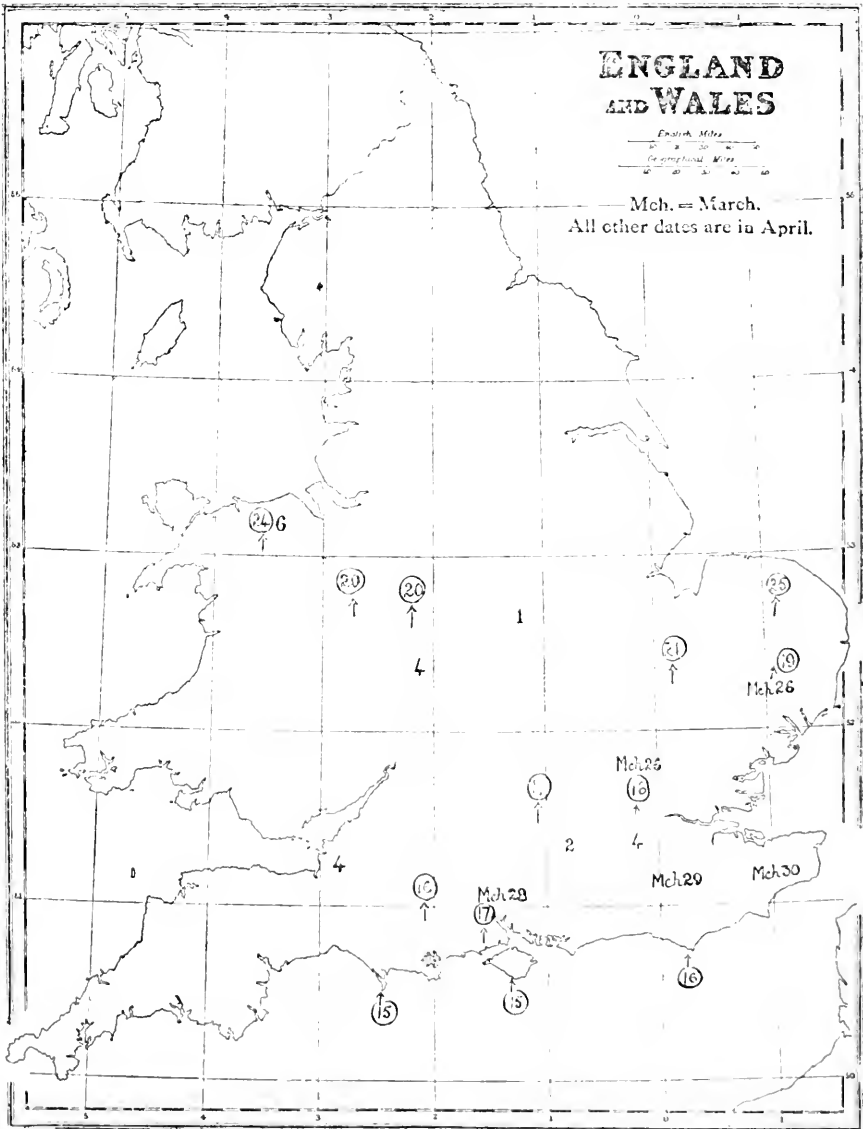 ENGLAND
AND WALES
English Miles
Geographical Miles
Mch. = March.
All other dates are in April.
24 6
20
20
1
25
21
19
Mch 26
4
Mch 26
18
2
4
4
16
Mch 28
17
Mch 29
Mch 30
15
15
16